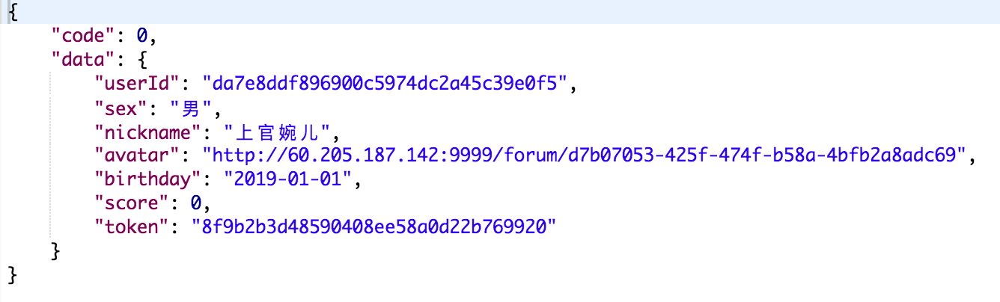 {
    "code": 0,
    "data": {
        "userId": "da7e8ddf896900c5974dc2a45c39e0f5",
        "sex": "男",
        "nickname": "上官婉儿",
        "avatar": "http://60.205.187.142:9999/forum/d7b07053-425f-474f-b58a-4bfb2a8adc69",
        "birthday": "2019-01-01",
        "score": 0,
        "token": "8f9b2b3d48590408ee58a0d22b769920"
    }
}